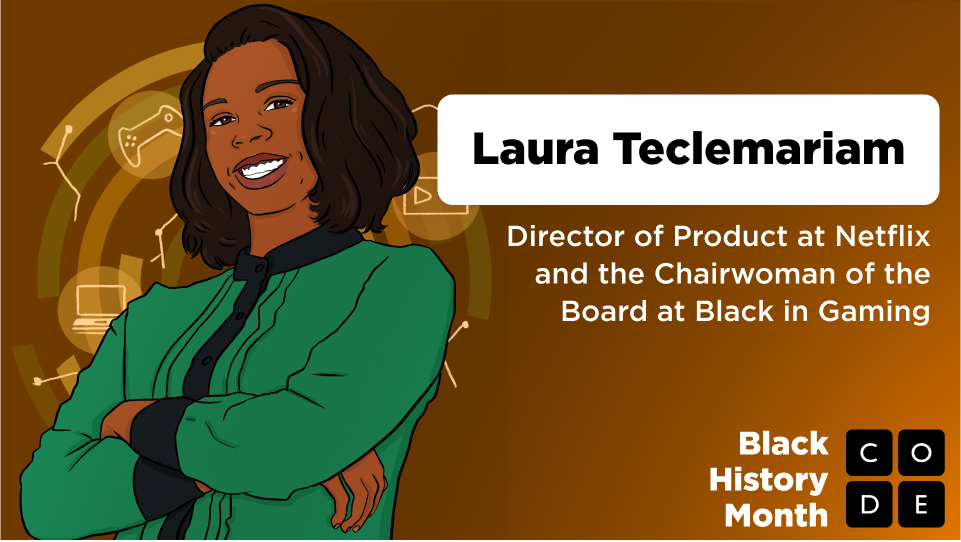 Laura Teclemariam
Director of Product at Netflix
and the Chairwoman of the
Board at Black in Gaming
Black
History
Month
C O
D E